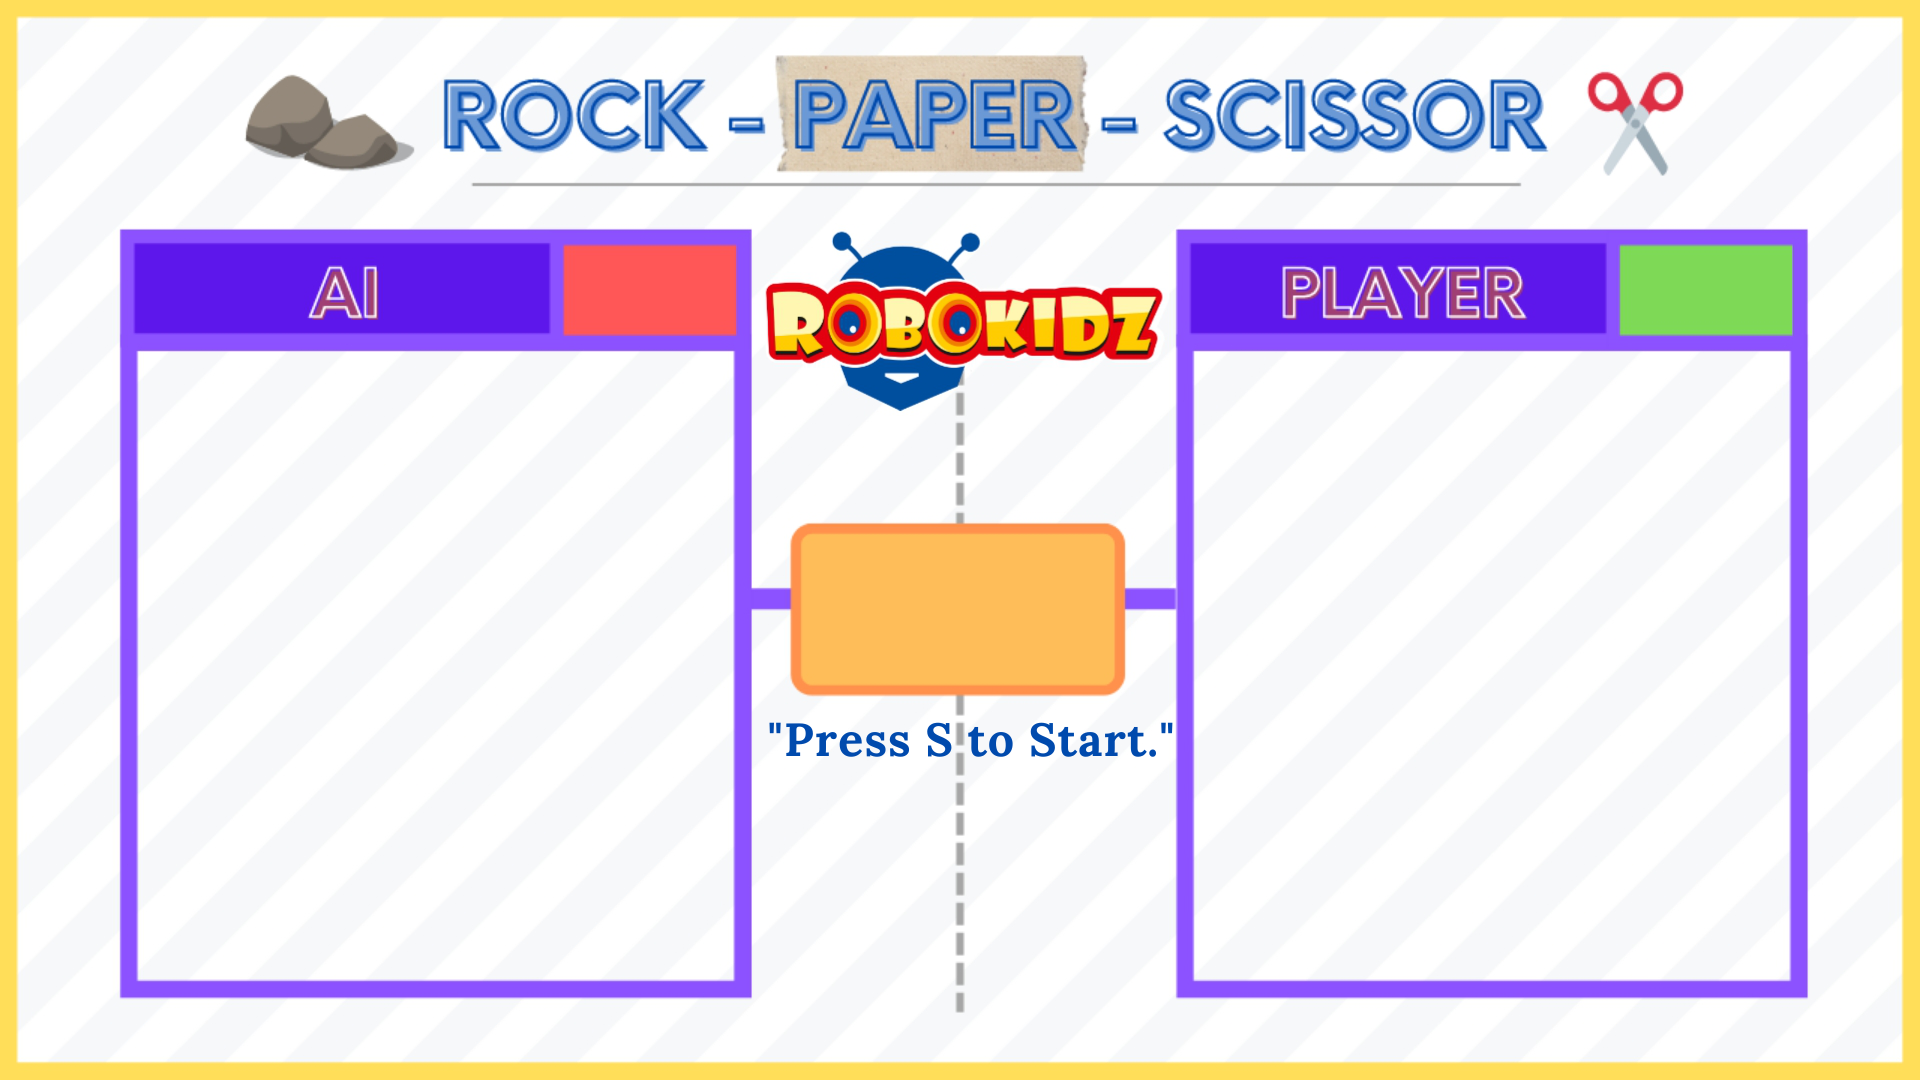 ROCK - PAPER - SCISSOR
AI
ROBOKIDZ
PLAYER
"Press S to Start."